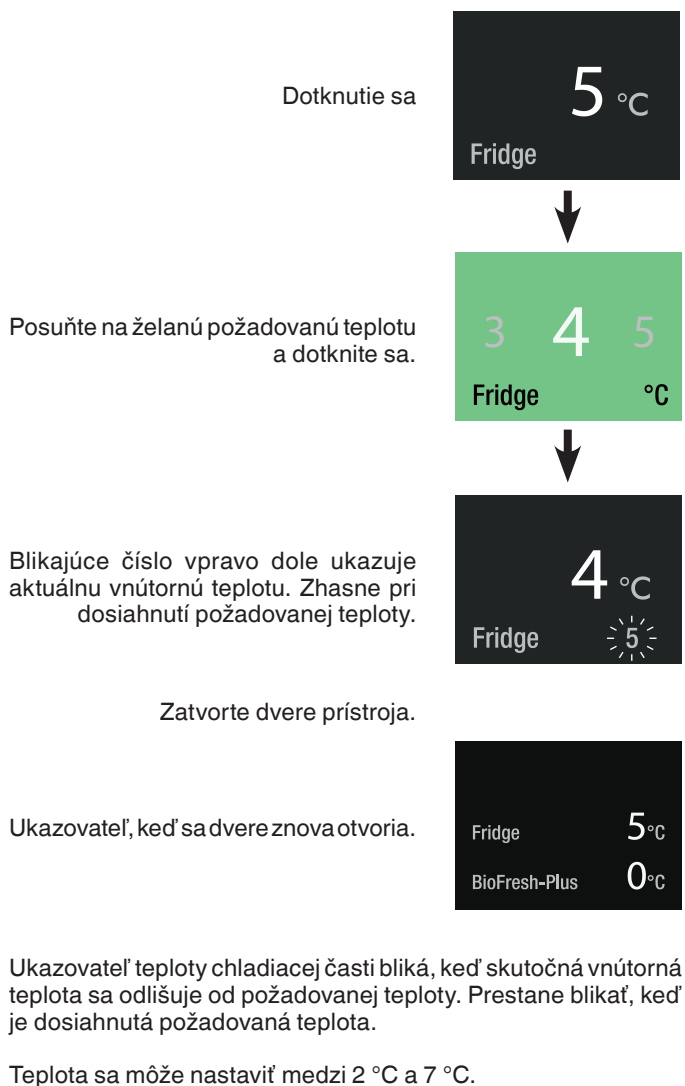 Dotknutie sa
5 °C
Fridge
Posuňte na želanú požadovanú teplotu
a dotknite sa.
3 4 5
Fridge °C
Blikajúce číslo vpravo dole ukazuje
aktuálnu vnútornú teplotu. Zhasne pri
dosiahnutí požadovanej teploty.
4 °C
Fridge 5
Zatvorte dvere prístroja.
Ukazovateľ, keď sa dvere znova otvoria.
Fridge 5°C
BioFresh-Plus 0°C
Ukazovateľ teploty chladiacej časti bliká, keď skutočná vnútorná
teplota sa odlišuje od požadovanej teploty. Prestane blikať, keď
je dosiahnutá požadovaná teplota.
Teplota sa môže nastaviť medzi 2 °C a 7 °C.